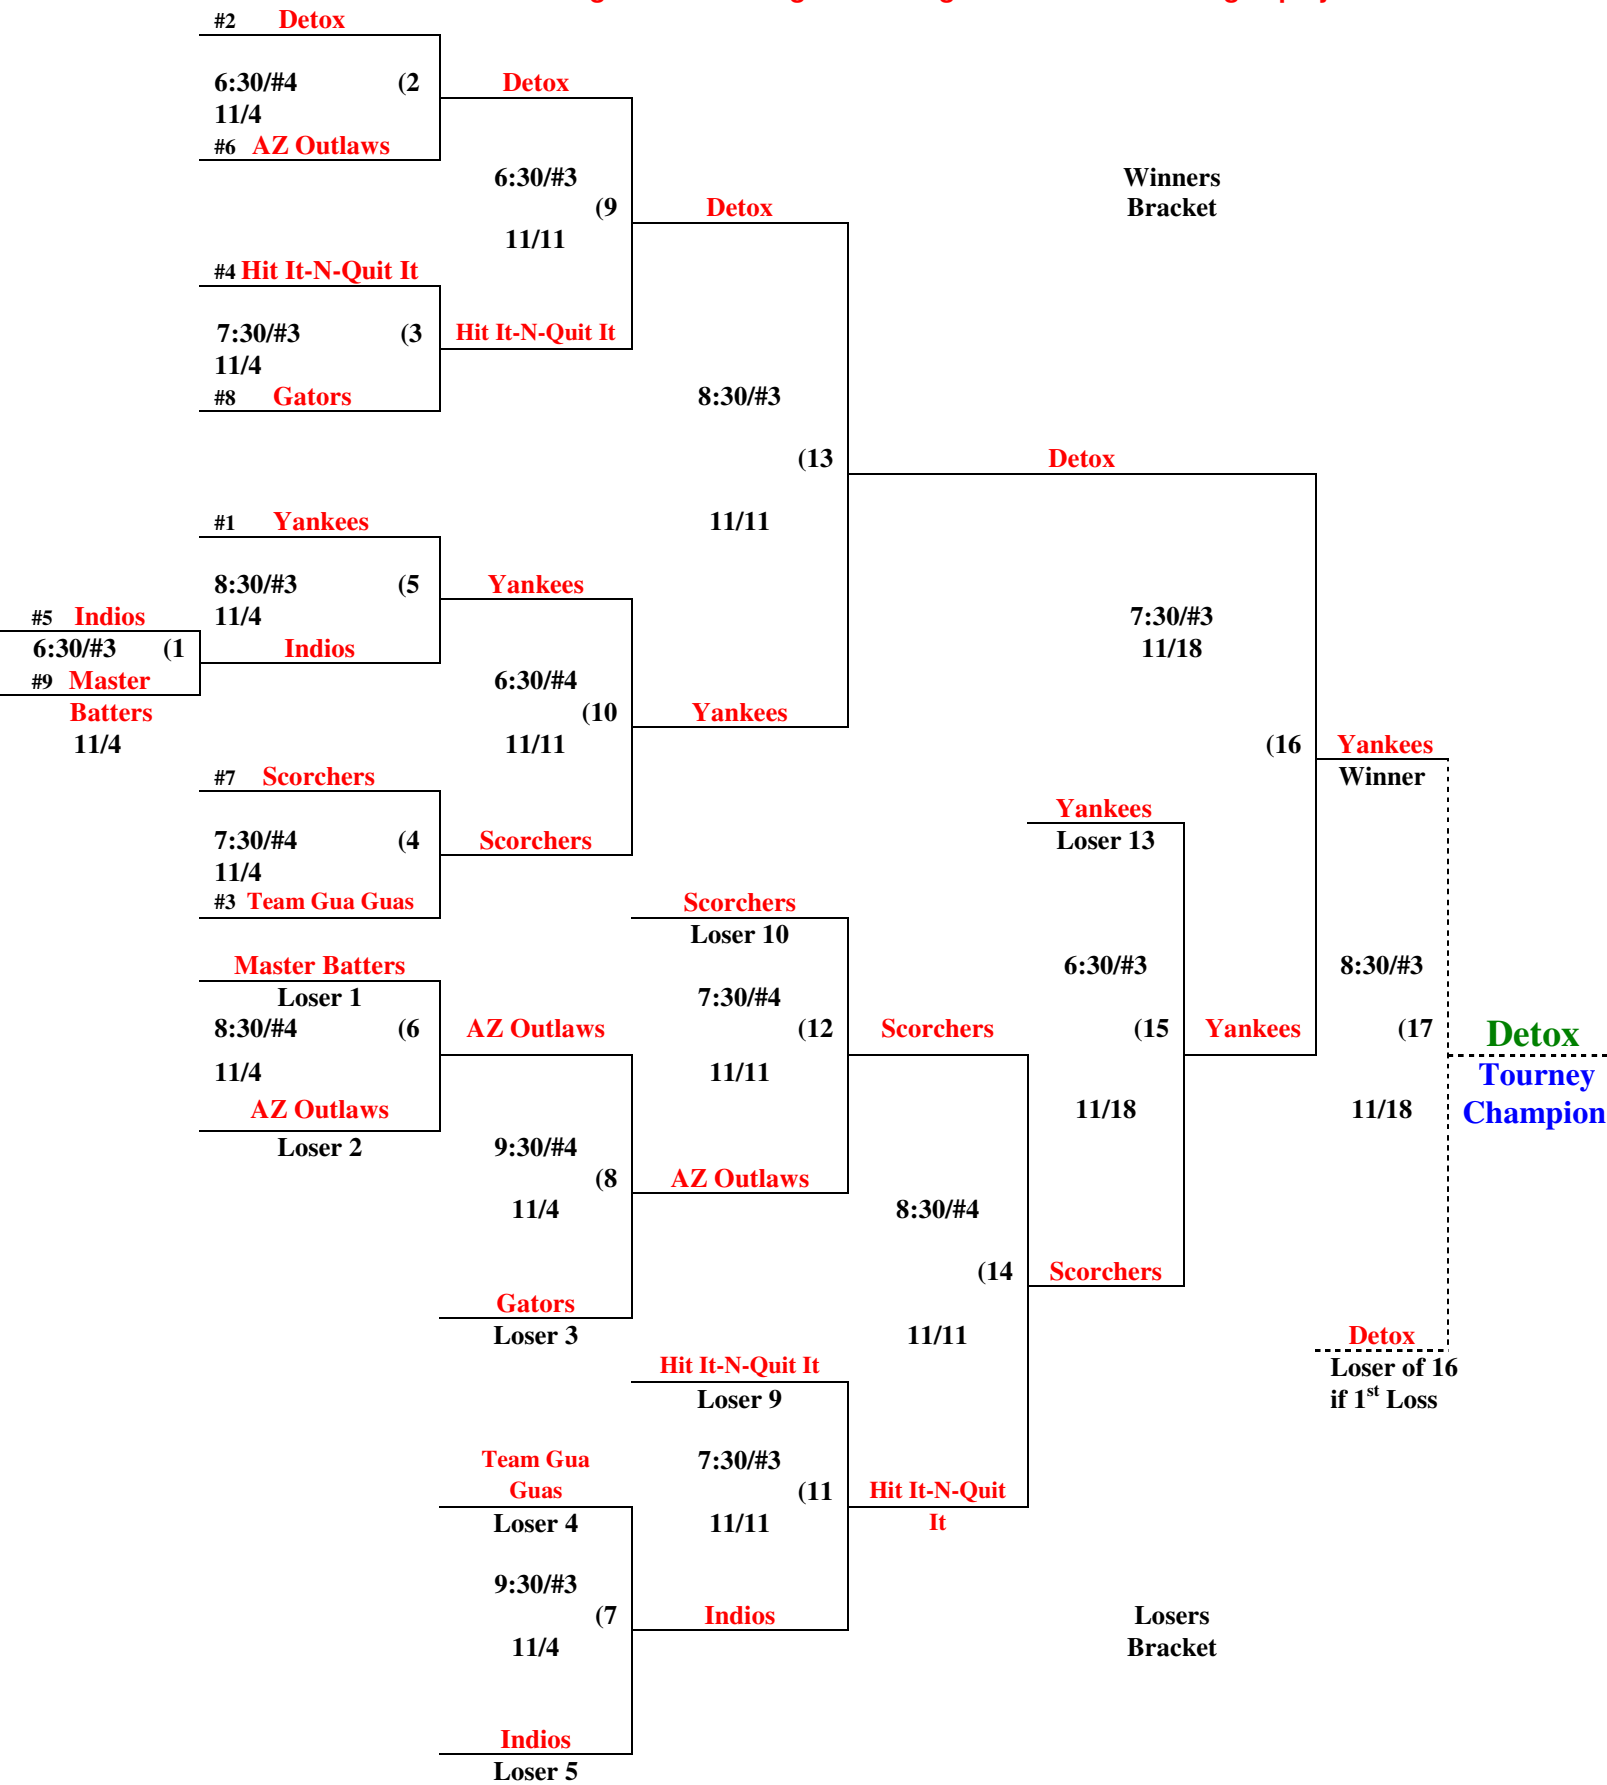 #2 Detox
6:30/#4 (2
11/4
#6 AZ Outlaws
Detox
6:30/#3
(9
11/11
Detox
Winners
Bracket
#4 Hit It-N-Quit It
7:30/#3 (3
11/4
#8 Gators
Hit It-N-Quit It
8:30/#3
(13
11/11
Detox
#1 Yankees
8:30/#3 (5
11/4
Indios
Yankees
#5 Indios
6:30/#3 (1
#9 Master
Batters
11/4
6:30/#4
(10
11/11
Yankees
7:30/#3
11/18
(16
Yankees
Winner
#7 Scorchers
7:30/#4 (4
11/4
#3 Team Gua Guas
Scorchers
Yankees
Loser 13
Scorchers
Loser 10
Master Batters
Loser 1
8:30/#4 (6
11/4
AZ Outlaws
Loser 2
AZ Outlaws
7:30/#4
(12
11/11
Scorchers
6:30/#3
(15
11/18
Yankees
8:30/#3
(17
11/18
Detox
Tourney
Champion
9:30/#4
(8
11/4
AZ Outlaws
8:30/#4
(14
11/11
Scorchers
Gators
Loser 3
Detox
Loser of 16
if 1st Loss
Hit It-N-Quit It
Loser 9
Team Gua
Guas
Loser 4
7:30/#3
(11
11/11
Hit It-N-Quit
It
9:30/#3
(7
11/4
Indios
Losers
Bracket
Indios
Loser 5